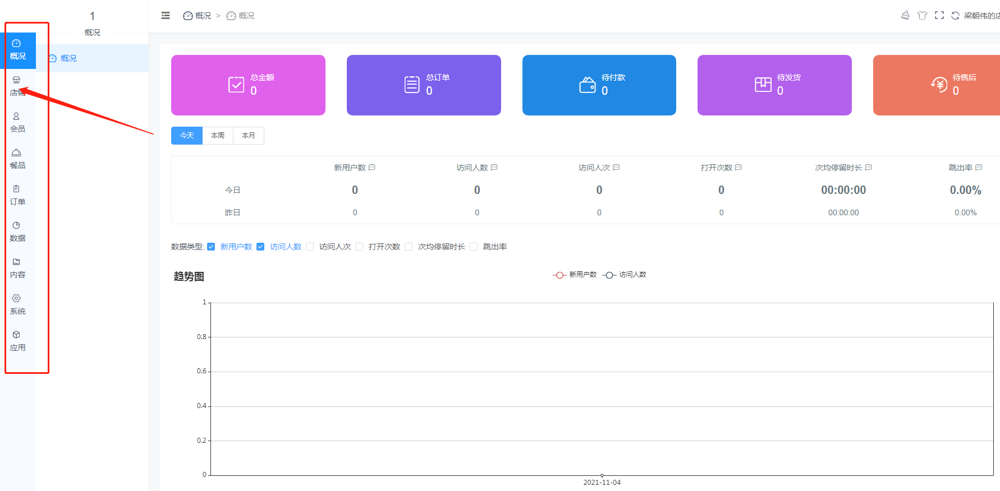 1
概况
概况
店铺
会员
餐品
订单
数据
内容
系统
应用
概况
概况 > 概况
梁朝伟的店
总金额
0
总订单
0
待付款
0
待发货
0
待售后
0
今天 本周 本月
新用户数 访问人数 访问人次 打开次数 次均停留时长 跳出率
今日 0 0 0 0 00:00:00 0.00%
昨日 0 0 0 0 00:00:00 0.00%
数据类型: 新用户数 访问人数 访问人次 打开次数 次均停留时长 跳出率
趋势图
新用户数 访问人数
1
0.8
0.6
0.4
0.2
0
2021-11-04